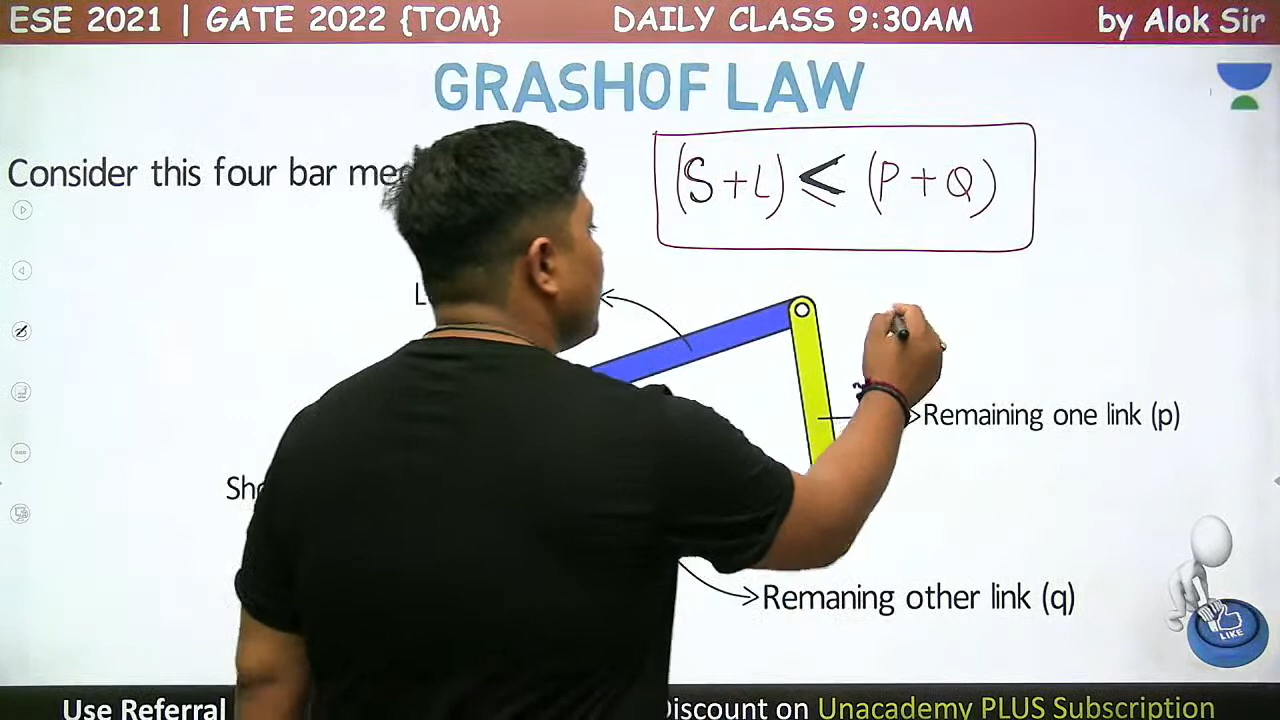 ESE 2021 | GATE 2022 {TOM} DAILY CLASS 9:30AM by Alok Sir
GRASHOF LAW
Consider this four bar
(S+L) ≤ (P+Q)
Remaining one link (p)
Remaning other link (q)
LIKE
Use Referral Discount on Unacademy PLUS Subscription